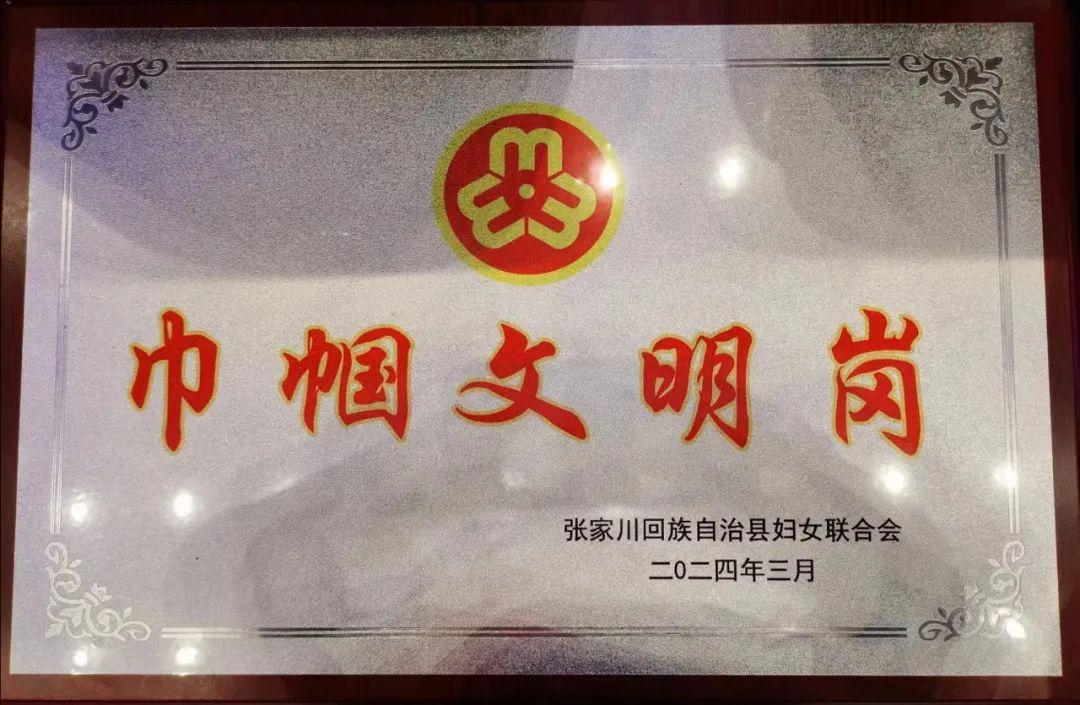 巾帼文明岗
张家川回族自治县妇女联合会
二0二四年三月